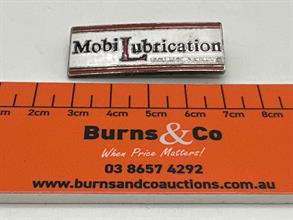 MobiLubrication
cm 2cm 3cm 4cm 5cm 6cm 7cm 8cm
Burns & Co
When Price Matters!
03 8657 4292
www.burnsandcoauctions.com.au